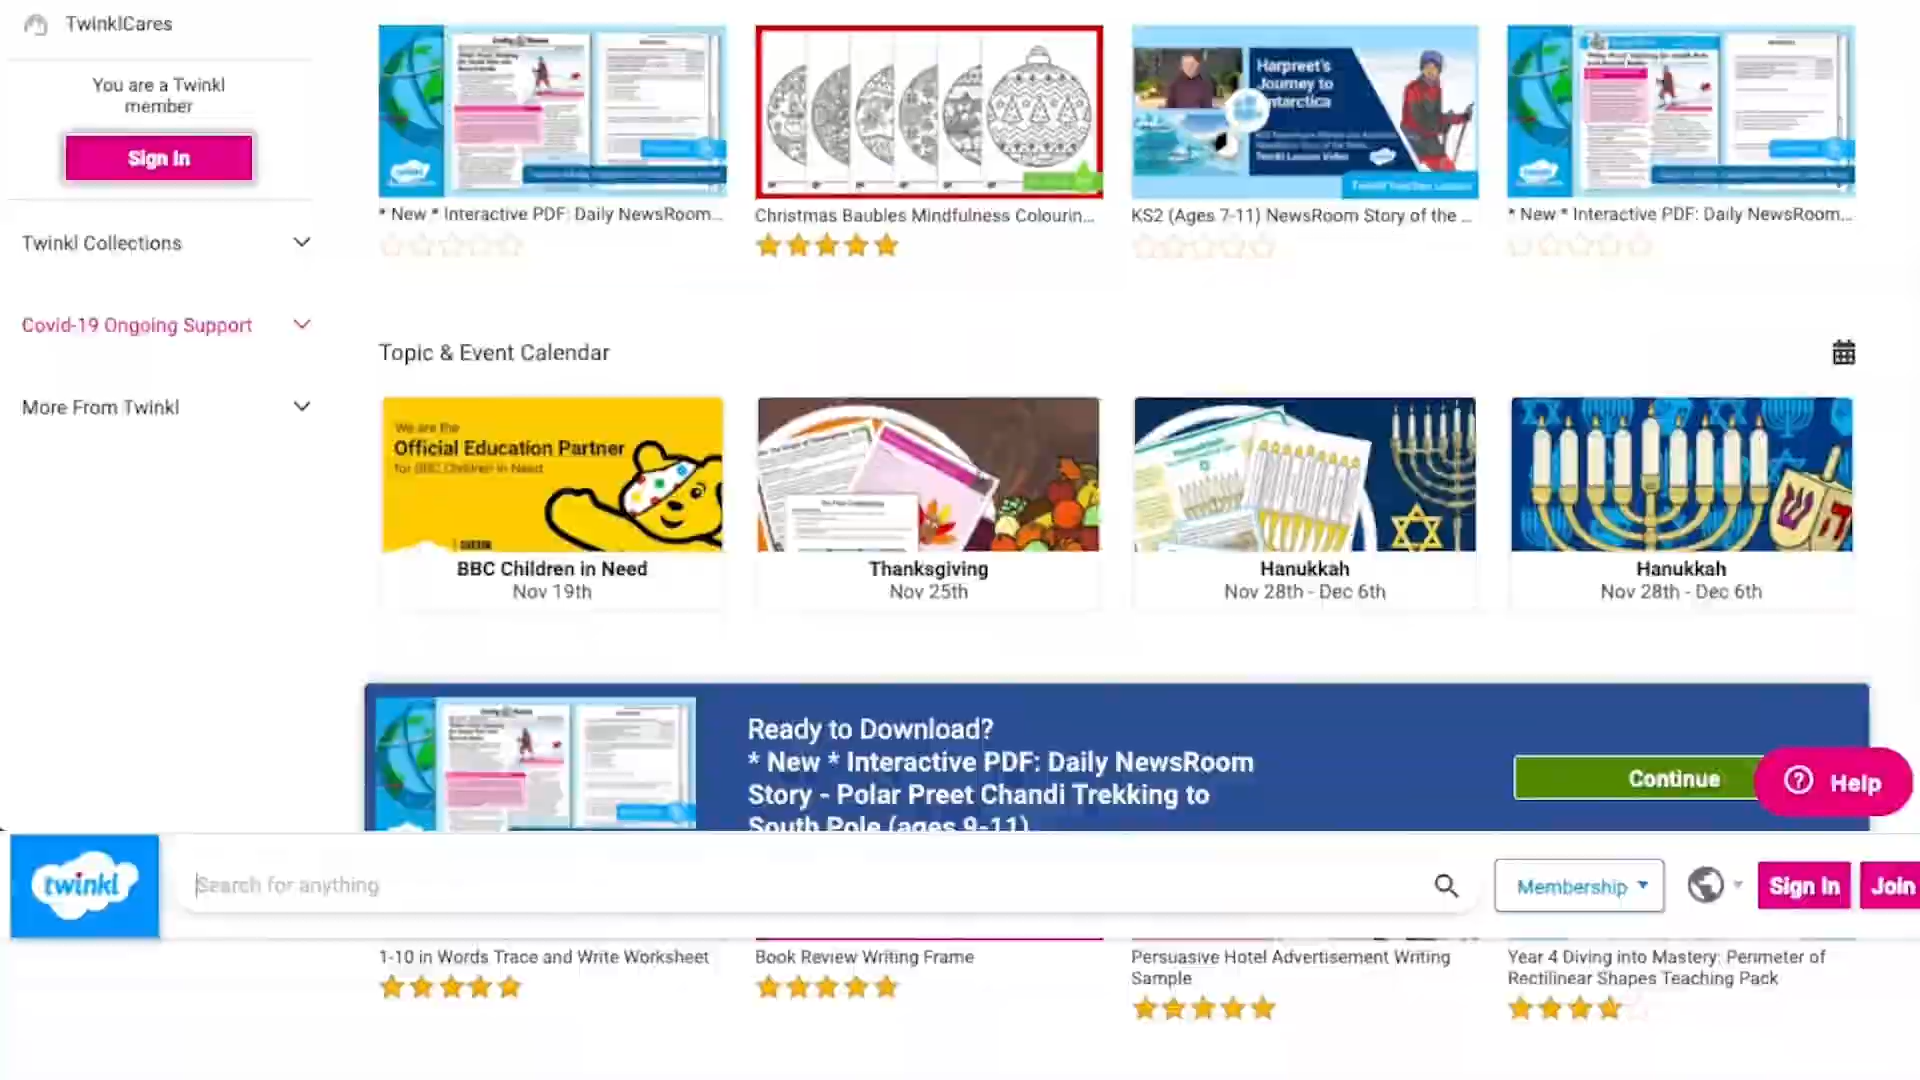 TwinklCares
You are a Twinkl
member
Sign In
Twinkl Collections
Covid-19 Ongoing Support
More From Twinkl
Harpreet's
Journey to
Antarctica
twinkl
* New * Interactive PDF: Daily NewsRoom...
Christmas Baubles Mindfulness Colourin...
KS2 (Ages 7-11) NewsRoom Story of the ...
* New * Interactive PDF: Daily NewsRoom...
Topic & Event Calendar
We are the
Official Education Partner
for BBC Children in Need
BBC Children in Need
Nov 19th
Thanksgiving
Nov 25th
Hanukkah
Nov 28th - Dec 6th
Hanukkah
Nov 28th - Dec 6th
Ready to Download?
* New * Interactive PDF: Daily NewsRoom
Story - Polar Preet Chandi Trekking to
South Pole (ages 9-11)
Continue
Help
twinkl
Search for anything
Membership
Sign In
Join
1-10 in Words Trace and Write Worksheet
Book Review Writing Frame
Persuasive Hotel Advertisement Writing
Sample
Year 4 Diving into Mastery: Perimeter of
Rectilinear Shapes Teaching Pack